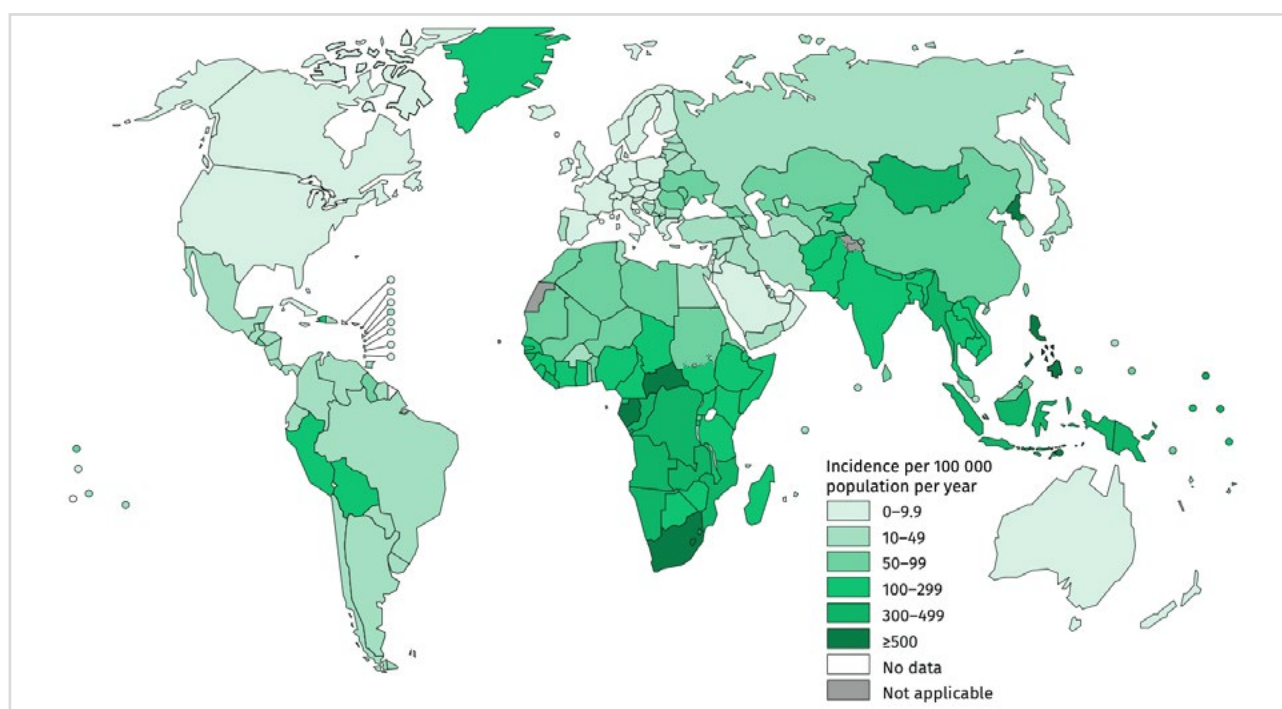 Incidence per 100 000
population per year
0–9.9
10–49
50–99
100–299
300–499
≥500
No data
Not applicable